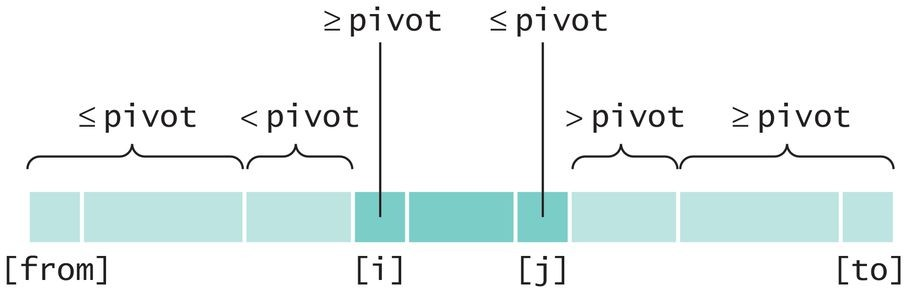 ≥ pivot ≤ pivot
≤ pivot < pivot > pivot ≥ pivot
[from] [i] [j] [to]